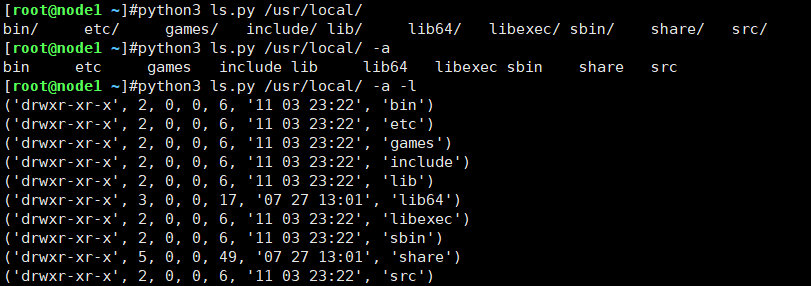 [root@node1 ~]#python3 ls.py /usr/local/
bin/ etc/ games/ include/ lib/ lib64/ libexec/ sbin/ share/ src/
[root@node1 ~]#python3 ls.py /usr/local/ -a
bin etc games include lib lib64 libexec sbin share src
[root@node1 ~]#python3 ls.py /usr/local/ -a -l
('drwxr-xr-x', 2, 0, 0, 6, '11 03 23:22', 'bin')
('drwxr-xr-x', 2, 0, 0, 6, '11 03 23:22', 'etc')
('drwxr-xr-x', 2, 0, 0, 6, '11 03 23:22', 'games')
('drwxr-xr-x', 2, 0, 0, 6, '11 03 23:22', 'include')
('drwxr-xr-x', 2, 0, 0, 6, '11 03 23:22', 'lib')
('drwxr-xr-x', 3, 0, 0, 17, '07 27 13:01', 'lib64')
('drwxr-xr-x', 2, 0, 0, 6, '11 03 23:22', 'libexec')
('drwxr-xr-x', 2, 0, 0, 6, '11 03 23:22', 'sbin')
('drwxr-xr-x', 5, 0, 0, 49, '07 27 13:01', 'share')
('drwxr-xr-x', 2, 0, 0, 6, '11 03 23:22', 'src')